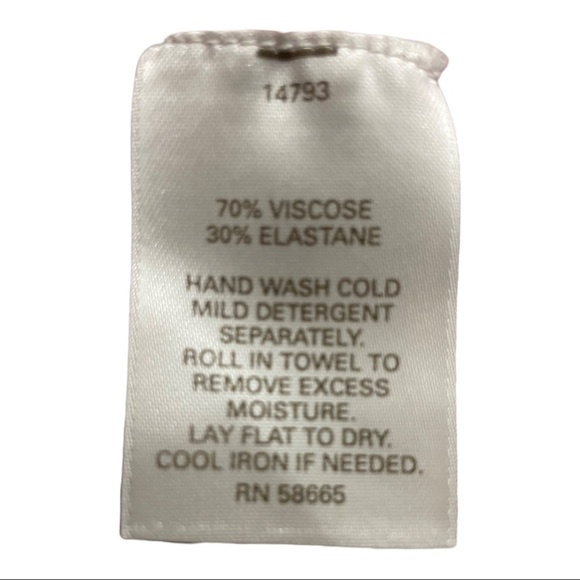 14793
70% VISCOSE
30% ELASTANE
HAND WASH COLD
MILD DETERGENT
SEPARATELY.
ROLL IN TOWEL TO
REMOVE EXCESS
MOISTURE.
LAY FLAT TO DRY.
COOL IRON IF NEEDED.
RN 58665